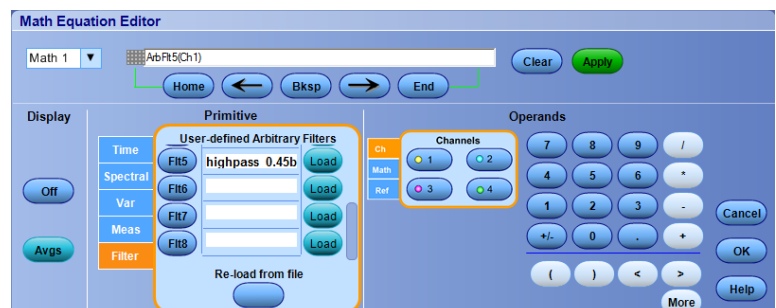 Math Equation Editor
Math 1
ArbFlt5(Ch1)
Clear
Apply
Home
Bksp
End
Display
Primitive
Operands
Off
Avgs
Time
Spectral
Var
Meas
Filter
User-defined Arbitrary Filters
Flt5 highpass_0.45b Load
Flt6 Load
Flt7 Load
Flt8 Load
Re-load from file
Ch
Math
Ref
Channels
1 2
3 4
7 8 9 /
4 5 6 *
1 2 3 -
+/- 0 . +
( ) < >
More
Cancel
OK
Help